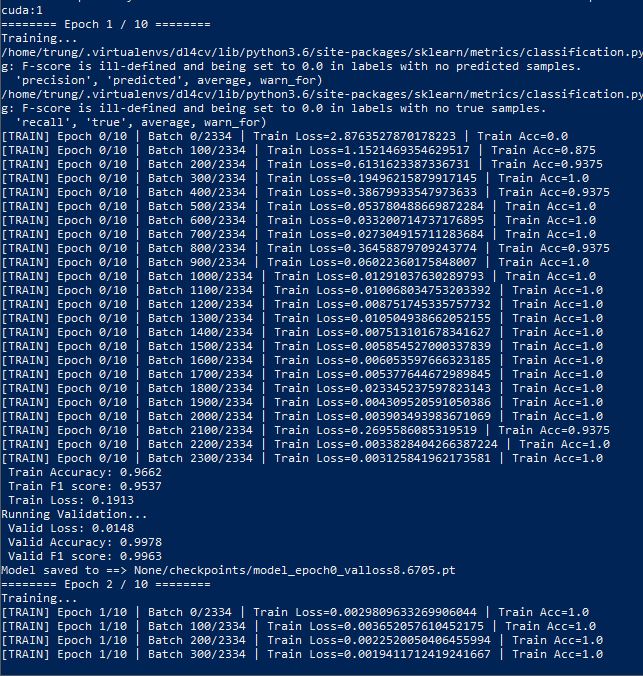 cuda:1
======== Epoch 1 / 10 ========
Training...
/home/trung/.virtualenvs/dl4cv/lib/python3.6/site-packages/sklearn/metrics/classification.py
g: F-score is ill-defined and being set to 0.0 in labels with no predicted samples.
'precision', 'predicted', average, warn_for)
/home/trung/.virtualenvs/dl4cv/lib/python3.6/site-packages/sklearn/metrics/classification.py
g: F-score is ill-defined and being set to 0.0 in labels with no true samples.
'recall', 'true', average, warn_for)
[TRAIN] Epoch 0/10 | Batch 0/2334 | Train Loss=2.8763527870178223 | Train Acc=0.0
[TRAIN] Epoch 0/10 | Batch 100/2334 | Train Loss=1.1521469354629517 | Train Acc=0.875
[TRAIN] Epoch 0/10 | Batch 200/2334 | Train Loss=0.6131623387336731 | Train Acc=0.9375
[TRAIN] Epoch 0/10 | Batch 300/2334 | Train Loss=0.19496215879917145 | Train Acc=1.0
[TRAIN] Epoch 0/10 | Batch 400/2334 | Train Loss=0.38679933547973633 | Train Acc=0.9375
[TRAIN] Epoch 0/10 | Batch 500/2334 | Train Loss=0.053780488669872284 | Train Acc=1.0
[TRAIN] Epoch 0/10 | Batch 600/2334 | Train Loss=0.033200714737176895 | Train Acc=1.0
[TRAIN] Epoch 0/10 | Batch 700/2334 | Train Loss=0.027304915711283684 | Train Acc=1.0
[TRAIN] Epoch 0/10 | Batch 800/2334 | Train Loss=0.36458879709243774 | Train Acc=0.9375
[TRAIN] Epoch 0/10 | Batch 900/2334 | Train Loss=0.06022360175848007 | Train Acc=1.0
[TRAIN] Epoch 0/10 | Batch 1000/2334 | Train Loss=0.01291037630289793 | Train Acc=1.0
[TRAIN] Epoch 0/10 | Batch 1100/2334 | Train Loss=0.010068034753203392 | Train Acc=1.0
[TRAIN] Epoch 0/10 | Batch 1200/2334 | Train Loss=0.008751745335757732 | Train Acc=1.0
[TRAIN] Epoch 0/10 | Batch 1300/2334 | Train Loss=0.010504938662052155 | Train Acc=1.0
[TRAIN] Epoch 0/10 | Batch 1400/2334 | Train Loss=0.007513101678341627 | Train Acc=1.0
[TRAIN] Epoch 0/10 | Batch 1500/2334 | Train Loss=0.005854527000337839 | Train Acc=1.0
[TRAIN] Epoch 0/10 | Batch 1600/2334 | Train Loss=0.006053597666323185 | Train Acc=1.0
[TRAIN] Epoch 0/10 | Batch 1700/2334 | Train Loss=0.005377644672989845 | Train Acc=1.0
[TRAIN] Epoch 0/10 | Batch 1800/2334 | Train Loss=0.023345237597823143 | Train Acc=1.0
[TRAIN] Epoch 0/10 | Batch 1900/2334 | Train Loss=0.004309520591050386 | Train Acc=1.0
[TRAIN] Epoch 0/10 | Batch 2000/2334 | Train Loss=0.003903493983671069 | Train Acc=1.0
[TRAIN] Epoch 0/10 | Batch 2100/2334 | Train Loss=0.2695586085319519 | Train Acc=0.9375
[TRAIN] Epoch 0/10 | Batch 2200/2334 | Train Loss=0.0033828404266387224 | Train Acc=1.0
[TRAIN] Epoch 0/10 | Batch 2300/2334 | Train Loss=0.003125841962173581 | Train Acc=1.0
Train Accuracy: 0.9662
Train F1 score: 0.9537
Train Loss: 0.1913
Running Validation...
Valid Loss: 0.0148
Valid Accuracy: 0.9978
Valid F1 score: 0.9963
Model saved to ==> None/checkpoints/model_epoch0_valloss8.6705.pt
======== Epoch 2 / 10 ========
Training...
[TRAIN] Epoch 1/10 | Batch 0/2334 | Train Loss=0.0029809633269906044 | Train Acc=1.0
[TRAIN] Epoch 1/10 | Batch 100/2334 | Train Loss=0.003652057610452175 | Train Acc=1.0
[TRAIN] Epoch 1/10 | Batch 200/2334 | Train Loss=0.0022520050406455994 | Train Acc=1.0
[TRAIN] Epoch 1/10 | Batch 300/2334 | Train Loss=0.0019411712419241667 | Train Acc=1.0